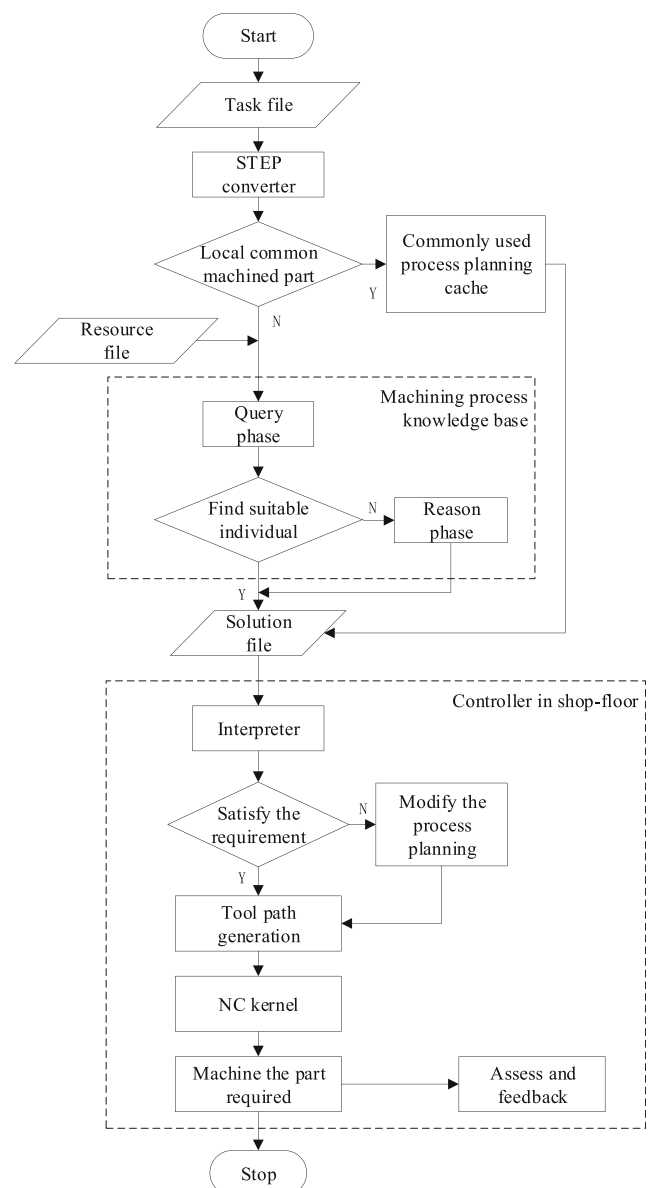 Start
Task file
STEP
converter
Local common
machined part
Commonly used
process planning
cache
Y
N
Resource
file
Machining process
knowledge base
Query
phase
Find suitable
individual
N
Reason
phase
Y
Solution
file
Controller in shop-floor
Interpreter
Satisfy the
requirement
N
Modify the
process
planning
Y
Tool path
generation
NC kernel
Machine the part
required
Assess and
feedback
Stop